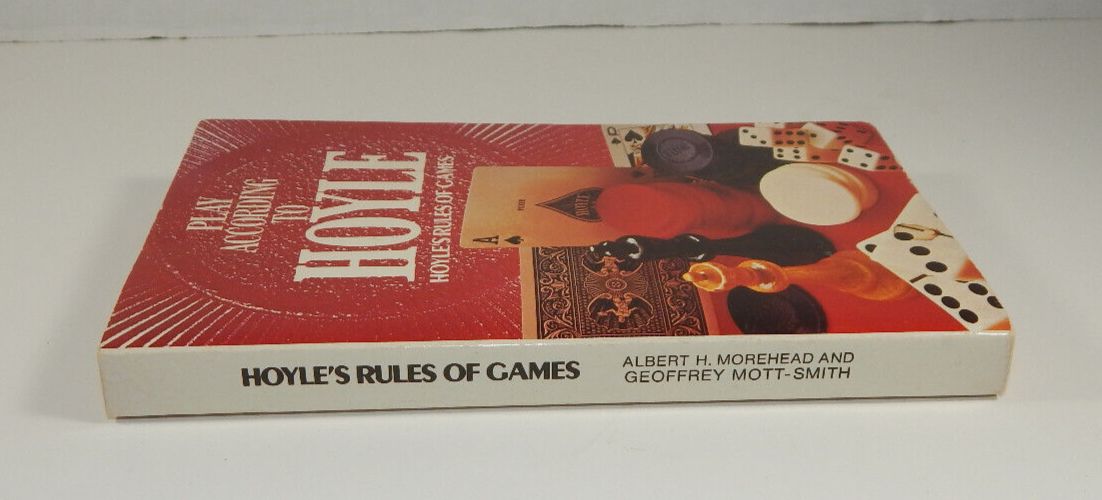 PLAY
ACCORDING
TO
HOYLE
HOYLE'S RULES OF GAMES
A
Q
HOYLE'S RULES OF GAMES
ALBERT H. MOREHEAD AND
GEOFFREY MOTT-SMITH